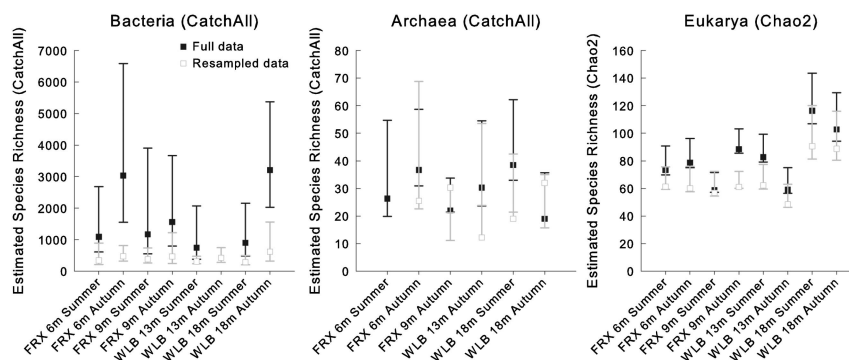 Bacteria (CatchAll)
Estimated Species Richness (CatchAll)
7000
6000
5000
4000
3000
2000
1000
0
Full data
Resampled data
FRX 6m Summer
FRX 6m Autumn
FRX 9m Summer
FRX 9m Autumn
WLB 13m Summer
WLB 13m Autumn
WLB 18m Summer
WLB 18m Autumn
Archaea (CatchAll)
Estimated Species Richness (CatchAll)
80
70
60
50
40
30
20
10
0
FRX 6m Summer
FRX 6m Autumn
FRX 9m Autumn
WLB 13m Autumn
WLB 18m Summer
WLB 18m Autumn
Eukarya (Chao2)
Estimated Species Richness (Chao2)
160
140
120
100
80
60
40
20
0
FRX 6m Summer
FRX 6m Autumn
FRX 9m Summer
FRX 9m Autumn
WLB 13m Summer
WLB 13m Autumn
WLB 18m Summer
WLB 18m Autumn